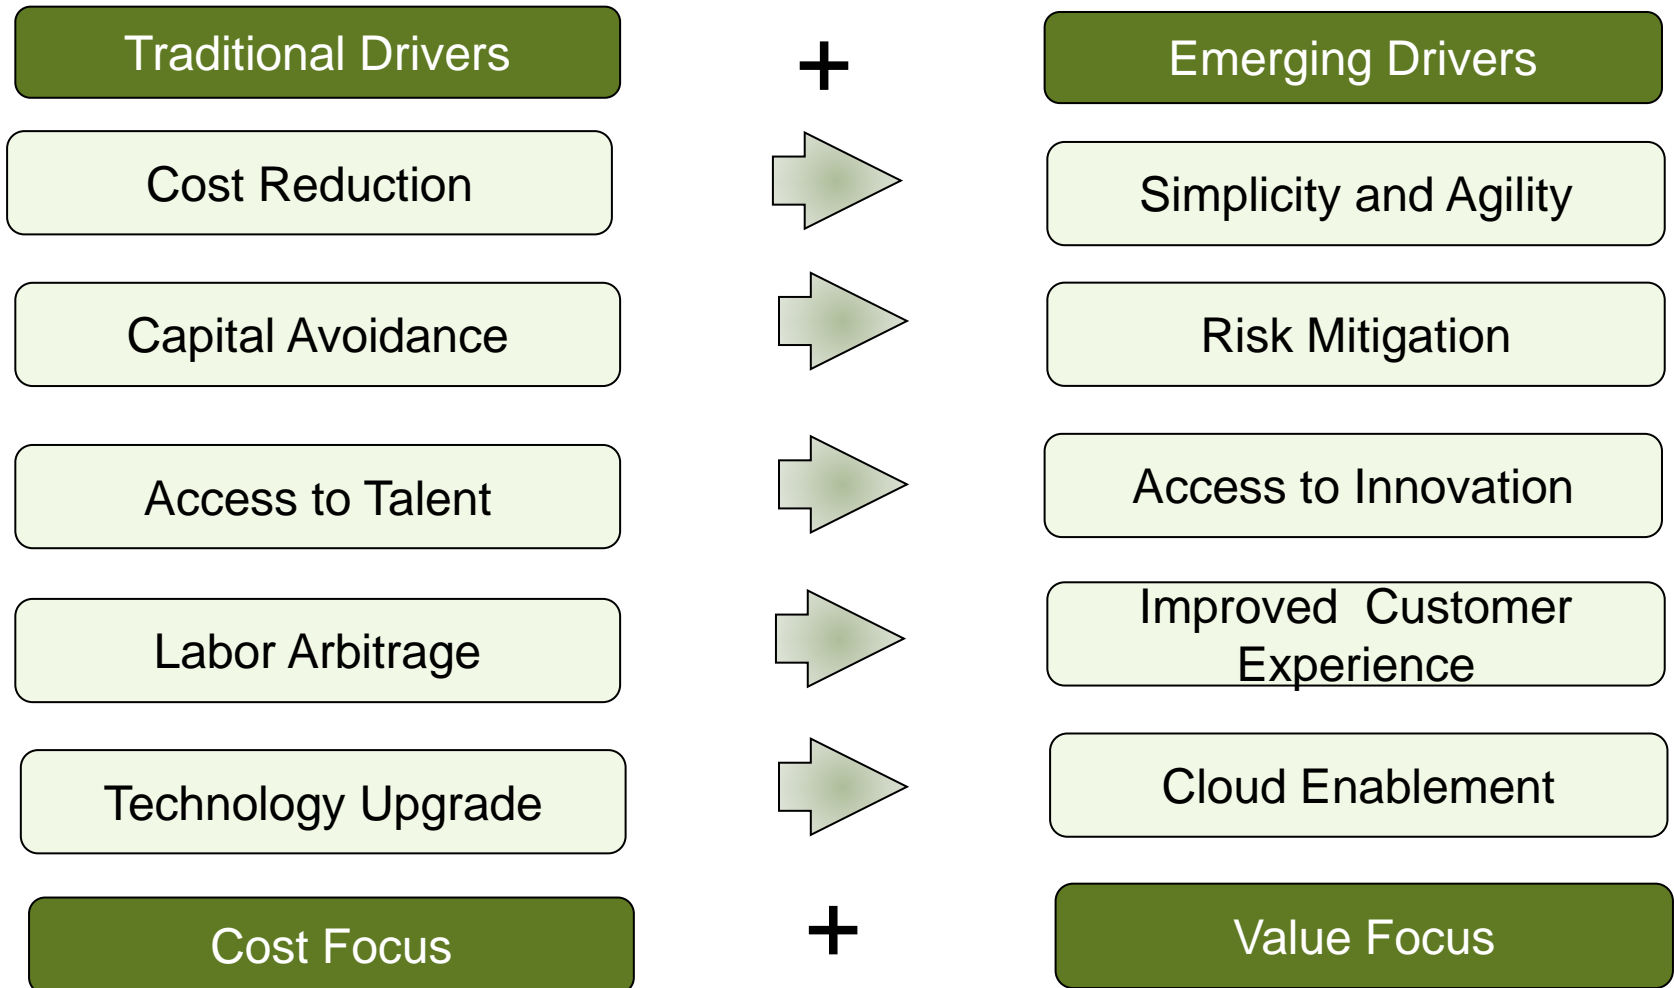 Traditional Drivers
+
Emerging Drivers
Cost Reduction
Simplicity and Agility
Capital Avoidance
Risk Mitigation
Access to Talent
Access to Innovation
Labor Arbitrage
Improved  Customer
Experience
Technology Upgrade
Cloud Enablement
Cost Focus
+
Value Focus